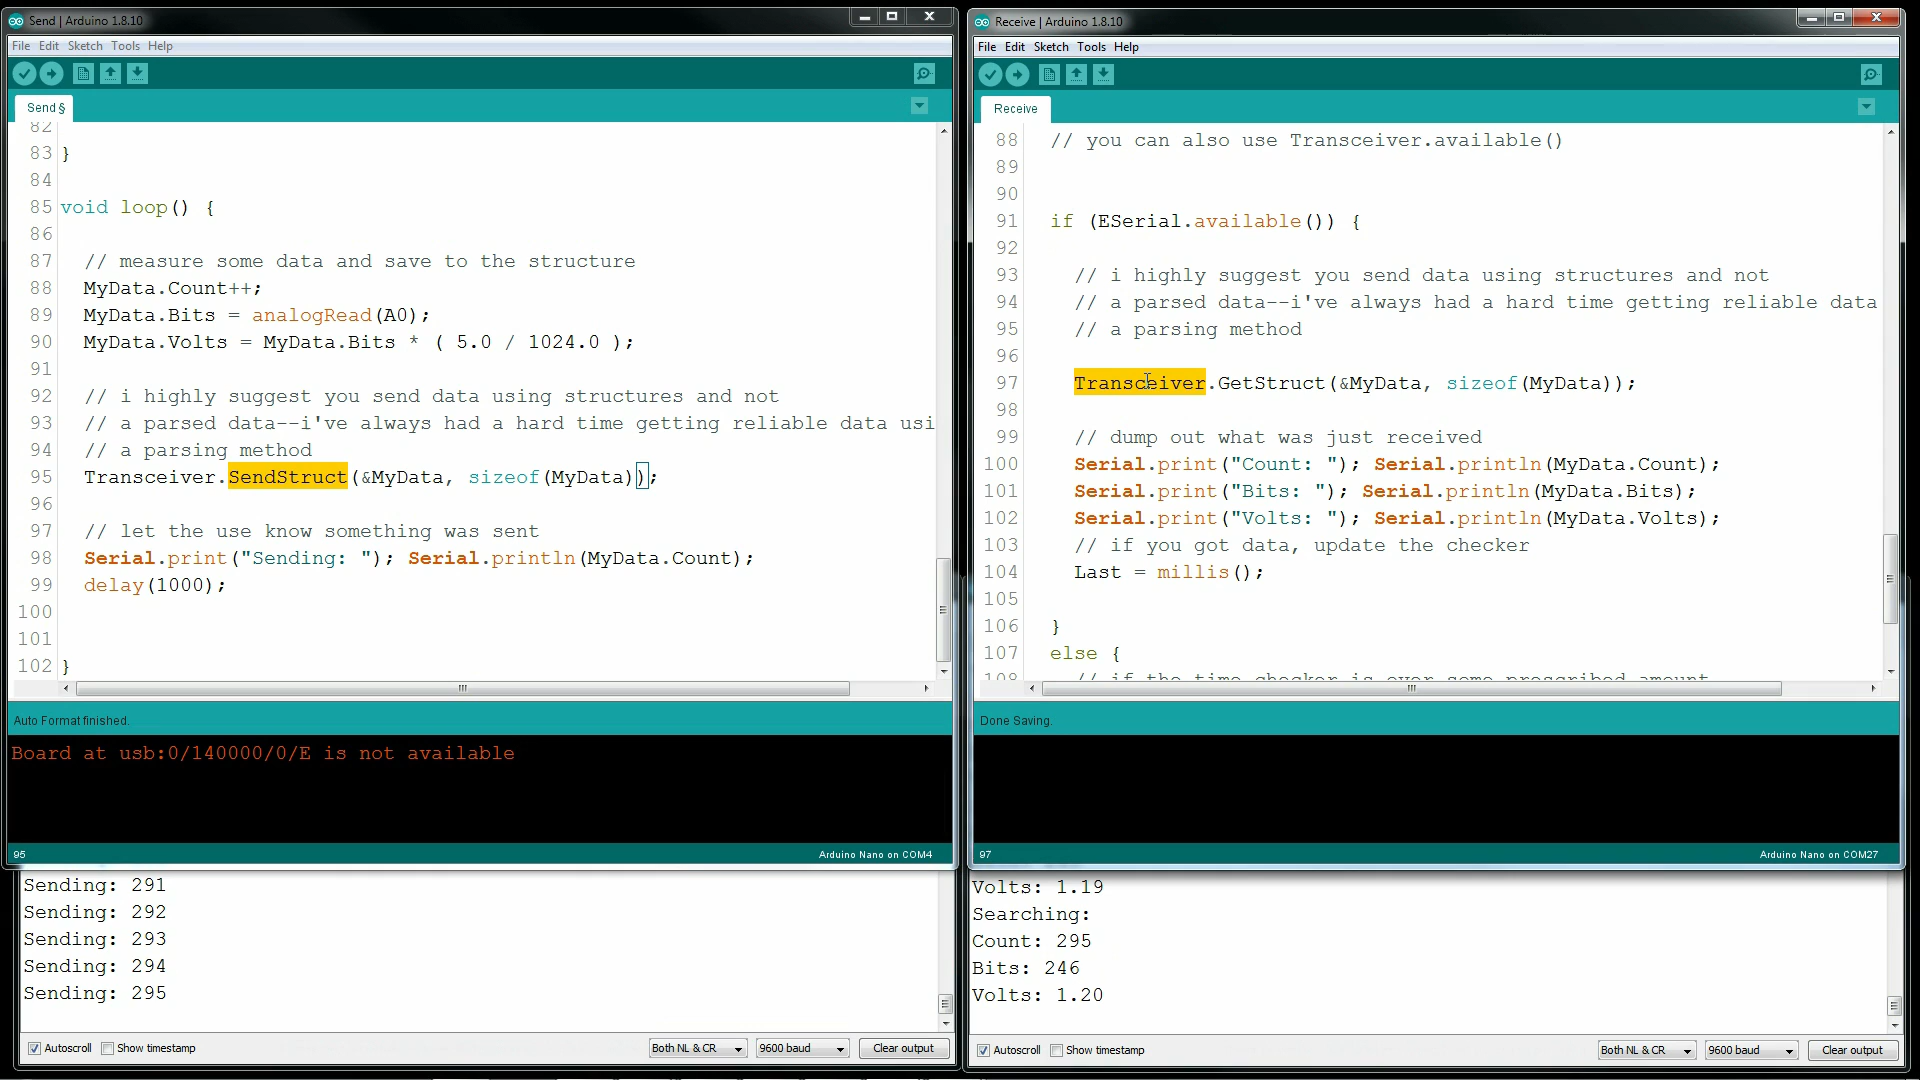 Send | Arduino 1.8.10
File Edit Sketch Tools Help
Send §
82
83 }
84
85 void loop() {
86
87 // measure some data and save to the structure
88 MyData.Count++;
89 MyData.Bits = analogRead(A0);
90 MyData.Volts = MyData.Bits * ( 5.0 / 1024.0 );
91
92 // i highly suggest you send data using structures and not
93 // a parsed data--i've always had a hard time getting reliable data usi
94 // a parsing method
95 Transceiver.SendStruct(&MyData, sizeof(MyData));
96
97 // let the use know something was sent
98 Serial.print("Sending: "); Serial.println(MyData.Count);
99 delay(1000);
100
101
102 }
Auto Format finished.
Board at usb:0/140000/0/E is not available
95 Arduino Nano on COM4
Sending: 291
Sending: 292
Sending: 293
Sending: 294
Sending: 295
Autoscroll Show timestamp Both NL & CR 9600 baud Clear output
Receive | Arduino 1.8.10
File Edit Sketch Tools Help
Receive
88 // you can also use Transceiver.available()
89
90
91 if (ESerial.available()) {
92
93 // i highly suggest you send data using structures and not
94 // a parsed data--i've always had a hard time getting reliable data
95 // a parsing method
96
97 Transceiver.GetStruct(&MyData, sizeof(MyData));
98
99 // dump out what was just received
100 Serial.print("Count: "); Serial.println(MyData.Count);
101 Serial.print("Bits: "); Serial.println(MyData.Bits);
102 Serial.print("Volts: "); Serial.println(MyData.Volts);
103 // if you got data, update the checker
104 Last = millis();
105
106 }
107 else {
108 // if the time checker is over some prescribed amount
Done Saving.
97 Arduino Nano on COM27
Volts: 1.19
Searching:
Count: 295
Bits: 246
Volts: 1.20
Autoscroll Show timestamp Both NL & CR 9600 baud Clear output